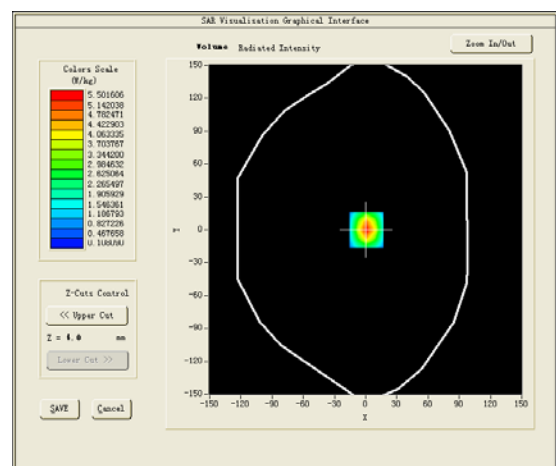 SAR Visualisation Graphical Interface
Volume Radiated Intensity
Zoom In/Out
Colors Scale
(W/kg)
5.501606
5.142038
4.782471
4.422903
4.063335
3.703767
3.344200
2.984632
2.625064
2.265497
1.905929
1.546361
1.186793
0.827226
0.467658
0.108090
Z-Cuts Control
<< Upper Cut
Z = 4.0 mm
Lower Cut >>
SAVE
Cancel
150
120
90
60
30
0
-30
-60
-90
-120
-150
Y
-150 -120 -90 -60 -30 0 30 60 90 120 150
X